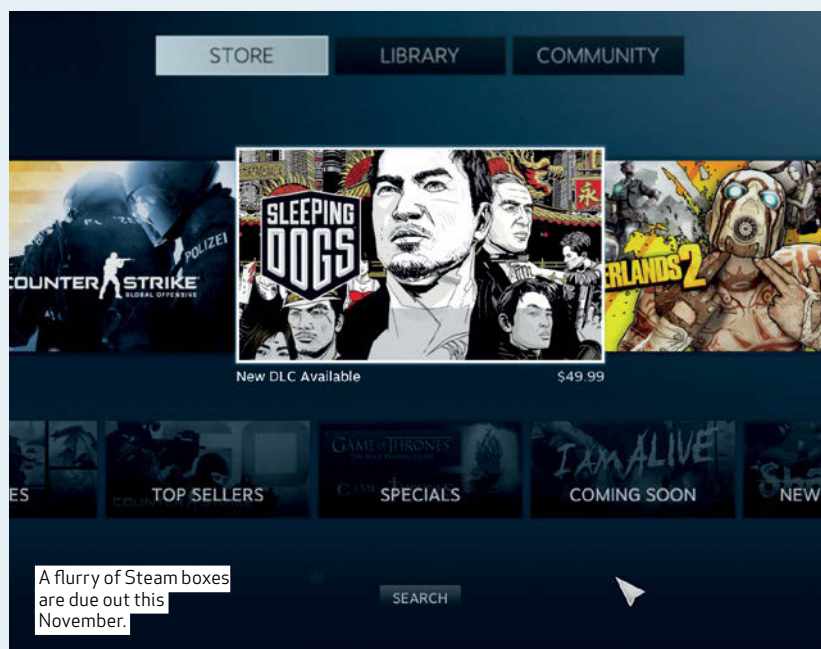 STORE LIBRARY COMMUNITY
POLIZEI
COUNTER STRIKE
GLOBAL OFFENSIVE
SLEEPING
DOGS
永
ERLANDS 2
New DLC Available $49.99
GAME OF THRONES
I AM ALIVE
ES TOP SELLERS SPECIALS COMING SOON NEW
A flurry of Steam boxes
are due out this
November.
SEARCH